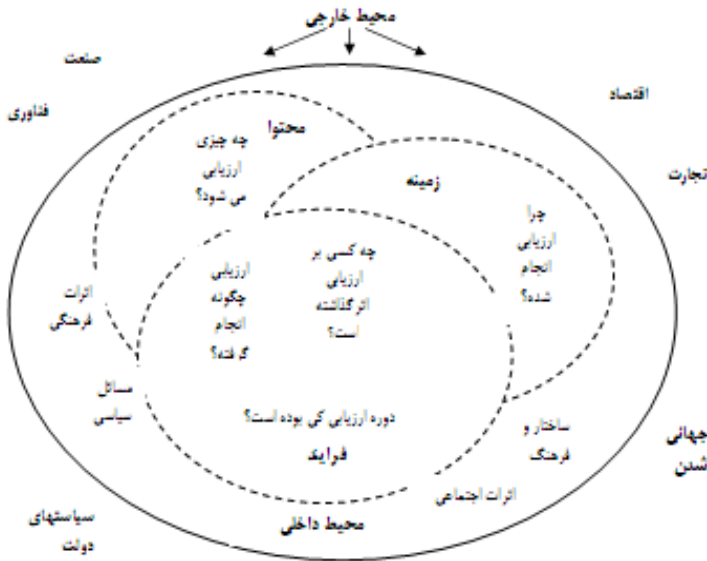 محیط خارجی
صنعت
اقتصاد
فناوری
محتوا
چه چیزی
ارزیابی
می شود؟
زمینه
تجارت
چرا
ارزیابی
انجام
شده؟
چه کسی بر
ارزیابی
اثر گذاشته
است؟
ارزیابی
چگونه
انجام
گرفته؟
اثرات
فرهنگی
مسائل
سیاسی
دوره ارزیابی کی بوده است؟
فرایند
ساختار و
فرهنگ
جهانی
شدن
اثرات اجتماعی
محیط داخلی
سیاستهای
دولت